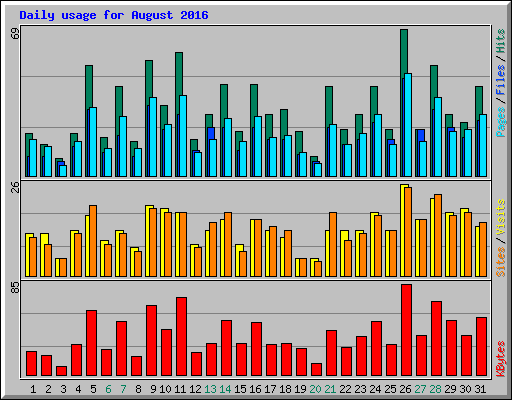 Daily usage for August 2016
69
Pages / Files / Hits
26
Sites / Visits
85
KBytes
1 2 3 4 5 6 7 8 9 10 11 12 13 14 15 16 17 18 19 20 21 22 23 24 25 26 27 28 29 30 31